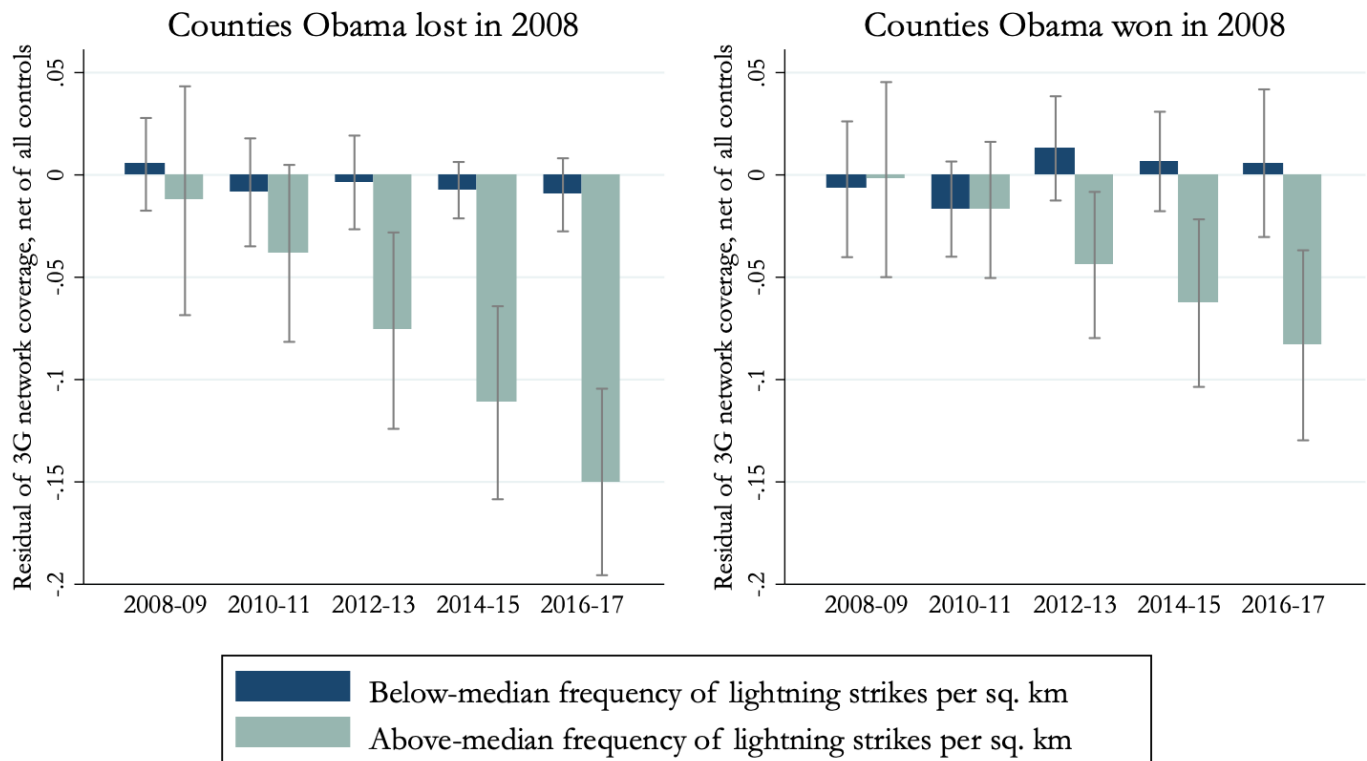 Counties Obama lost in 2008
Residual of 3G network coverage, net of all controls
.05
0
-.05
-.1
-.15
-.2
2008-09 2010-11 2012-13 2014-15 2016-17
Counties Obama won in 2008
Residual of 3G network coverage, net of all controls
.05
0
-.05
-.1
-.15
-.2
2008-09 2010-11 2012-13 2014-15 2016-17
Below-median frequency of lightning strikes per sq. km
Above-median frequency of lightning strikes per sq. km